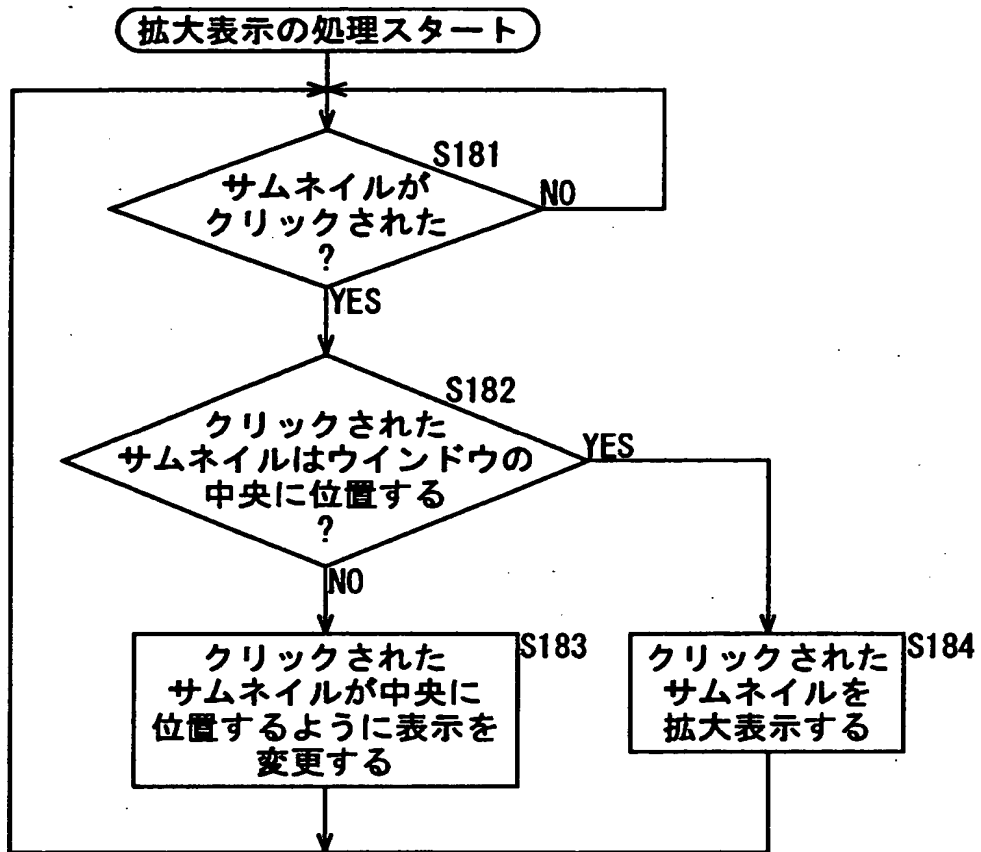 拡大表示の処理スタート
S181
サムネイルが
クリックされた
?
NO
YES
S182
クリックされた
サムネイルはウインドウの
中央に位置する
?
YES
NO
S183
クリックされた
サムネイルが中央に
位置するように表示を
変更する
S184
クリックされた
サムネイルを
拡大表示する